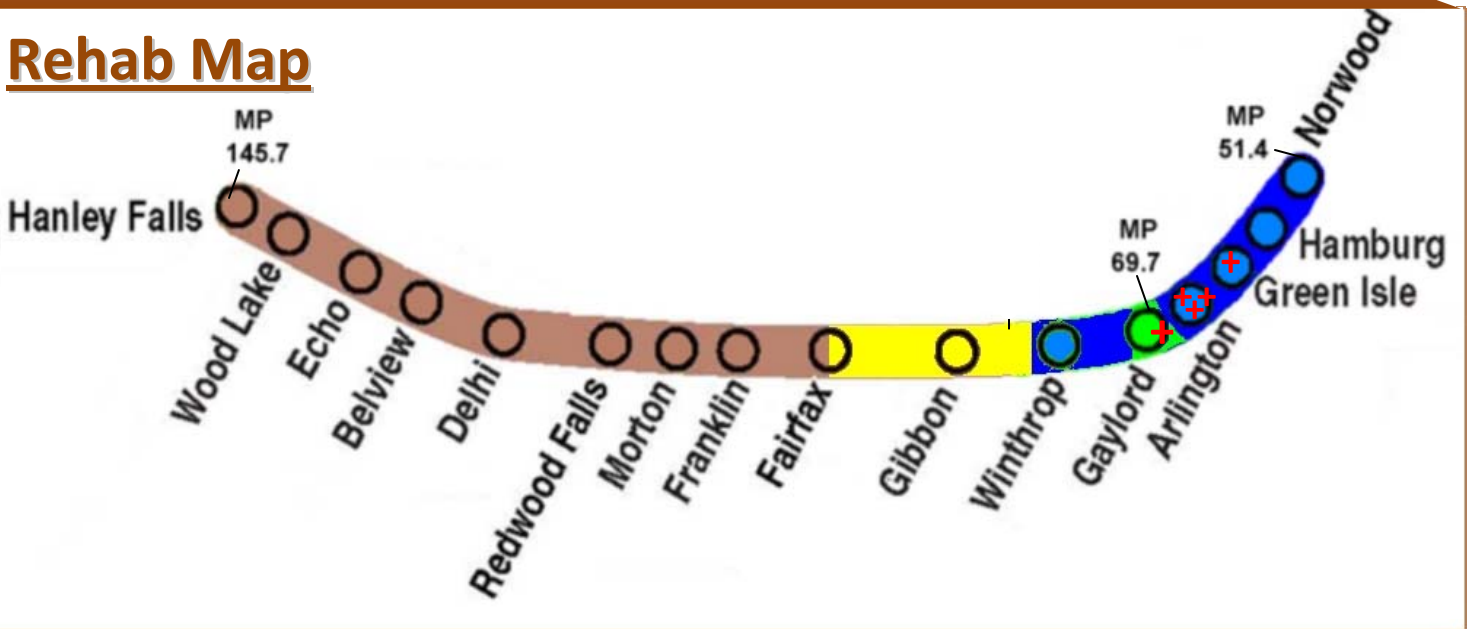 Rehab Map
MP
145.7
Hanley Falls
Wood Lake
Echo
Belview
Delhi
Redwood Falls
Morton
Franklin
Fairfax
Gibbon
Winthrop
MP
69.7
Gaylord
Arlington
Green Isle
Hamburg
MP
51.4
Norwood